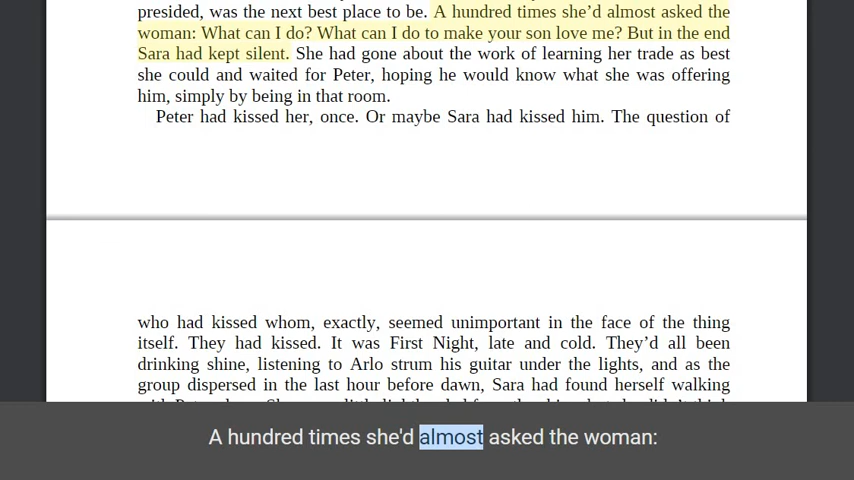 presided, was the next best place to be. A hundred times she’d almost asked the
woman: What can I do? What can I do to make your son love me? But in the end
Sara had kept silent. She had gone about the work of learning her trade as best
she could and waited for Peter, hoping he would know what she was offering
him, simply by being in that room.
Peter had kissed her, once. Or maybe Sara had kissed him. The question of
who had kissed whom, exactly, seemed unimportant in the face of the thing
itself. They had kissed. It was First Night, late and cold. They’d all been
drinking shine, listening to Arlo strum his guitar under the lights, and as the
group dispersed in the last hour before dawn, Sara had found herself walking
A hundred times she'd almost asked the woman: